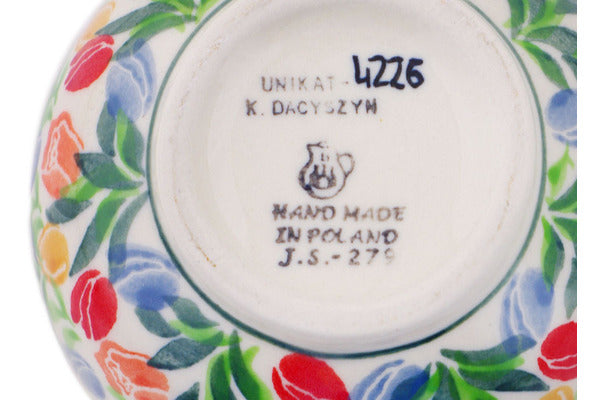 UNIKAT - 4226
K. DACYSZYN
HAND MADE
IN POLAND
J.S.-279